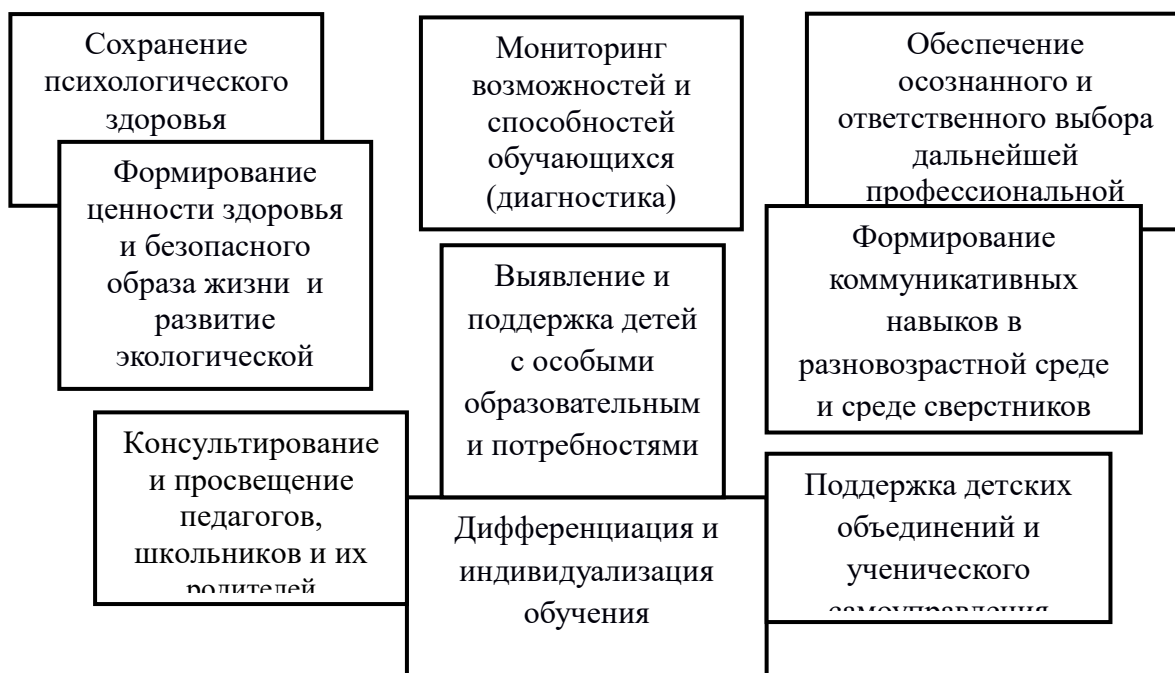 Сохранение
психологического
здоровья
Формирование
ценности здоровья
и безопасного
образа жизни и
развитие
экологической
Мониторинг
возможностей и
способностей
обучающихся
(диагностика)
Обеспечение
осознанного и
ответственного выбора
дальнейшей
профессиональной
Выявление и
поддержка детей
с особыми
образовательным
и потребностями
Формирование
коммуникативных
навыков в
разновозрастной среде
и среде сверстников
Консультирование
и просвещение
педагогов,
школьников и их
родителей
Дифференциация и
индивидуализация
обучения
Поддержка детских
объединений и
ученического
самоуправления